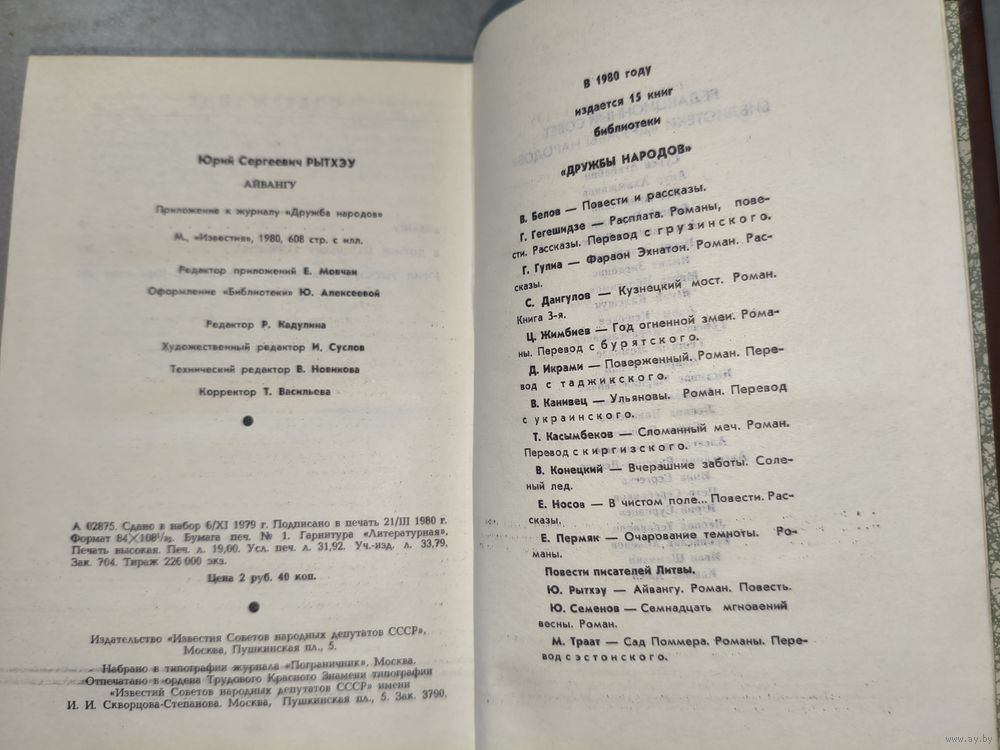 Юрий Сергеевич РЫТХЭУ
АЙВАНГУ
Приложение к журналу «Дружба народов»
М., «Известия», 1980, 608 стр. с илл.
Редактор приложений Е. Мовчан
Оформление «Библиотеки» Ю. Алексеевой
Редактор Р. Кадулина
Художественный редактор И. Суслов
Технический редактор В. Новикова
Корректор Т. Васильева
А 02875. Сдано в набор 6/XI 1979 г. Подписано в печать 21/III 1980 г.
Формат 84×108¹/₃₂. Бумага печ. № 1. Гарнитура «Литературная».
Печать высокая. Печ. л. 19,00. Усл. печ. л. 31,92. Уч.-изд. л. 33,79.
Зак. 704. Тираж 226 000 экз.
Цена 2 руб. 40 коп.
Издательство «Известия Советов народных депутатов СССР»,
Москва, Пушкинская пл., 5.
Набрано в типографии журнала «Пограничник», Москва.
Отпечатано в ордена Трудового Красного Знамени типографии
«Известий Советов народных депутатов СССР» имени
И. И. Скворцова-Степанова. Москва, Пушкинская пл., 5. Зак. 3790.
В 1980 году
издается 15 книг
библиотеки
«ДРУЖБЫ НАРОДОВ»
В. Белов — Повести и рассказы.
Г. Гегешидзе — Расплата. Романы, пове-
сти. Рассказы. Перевод с грузинского.
Г. Гулиа — Фараон Эхнатон. Роман. Рас-
сказы.
С. Дангулов — Кузнецкий мост. Роман.
Книга 3-я.
Ц. Жимбиев — Год огненной змеи. Рома-
ны. Перевод с бурятского.
Д. Икрами — Поверженный. Роман. Пере-
вод с таджикского.
В. Канивец — Ульяновы. Роман. Перевод
с украинского.
Т. Касымбеков — Сломанный меч. Роман.
Перевод с киргизского.
В. Конецкий — Вчерашние заботы. Соле-
ный лед.
Е. Носов — В чистом поле... Повести. Рас-
сказы.
Е. Пермяк — Очарование темноты. Ро-
маны.
Повести писателей Литвы.
Ю. Рытхэу — Айвангу. Роман. Повесть.
Ю. Семенов — Семнадцать мгновений
весны. Роман.
М. Траат — Сад Поммера. Романы. Пере-
вод с эстонского.
www.ay.by